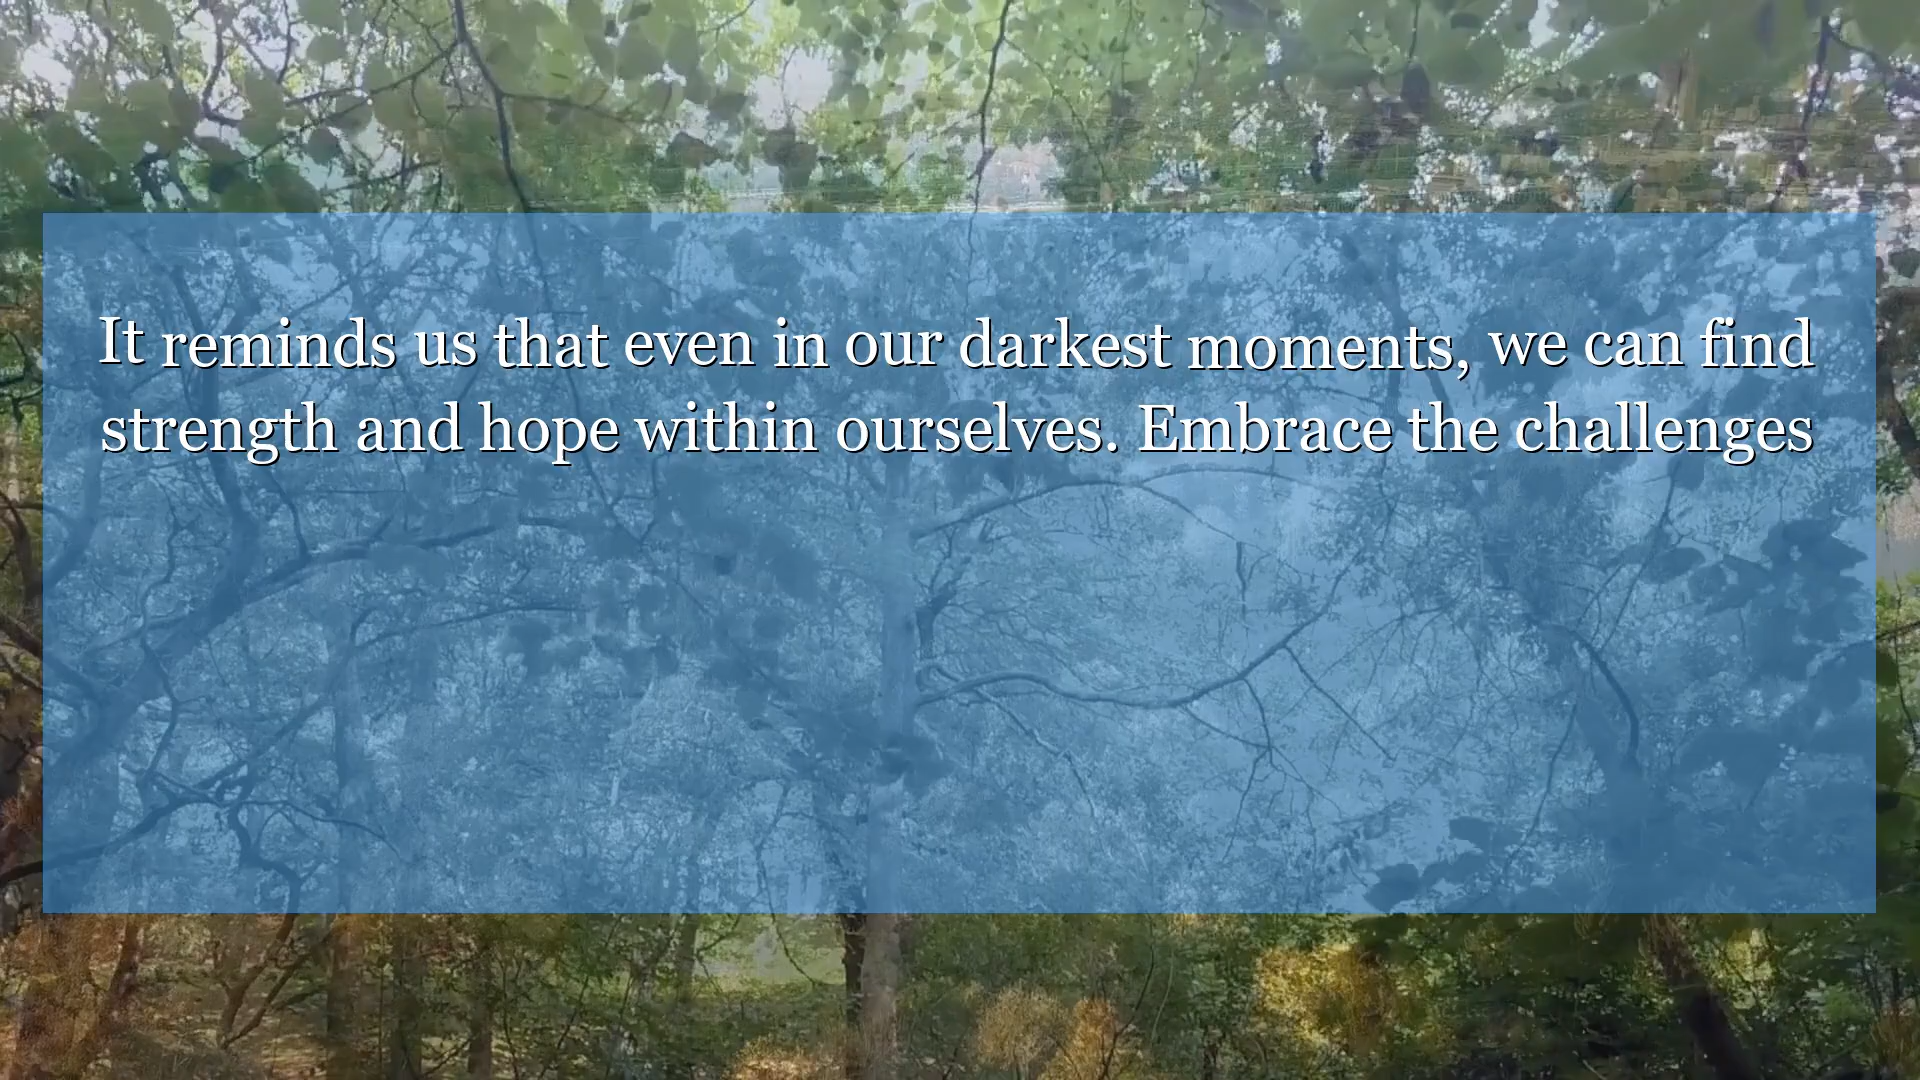 It reminds us that even in our darkest moments, we can find
strength and hope within ourselves. Embrace the challenges